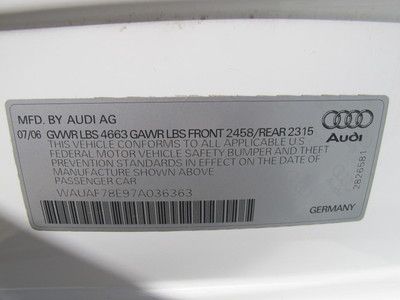 MFD. BY AUDI AG
07/06 GVWR LBS 4663 GAWR LBS FRONT 2458/REAR 2315
THIS VEHICLE CONFORMS TO ALL APPLICABLE U.S
FEDERAL MOTOR VEHICLE SAFETY BUMPER AND THEFT
PREVENTION STANDARDS IN EFFECT ON THE DATE OF
MANUFACTURE SHOWN ABOVE
PASSENGER CAR
WAUAF78E97A036363
Audi
2826581
GERMANY